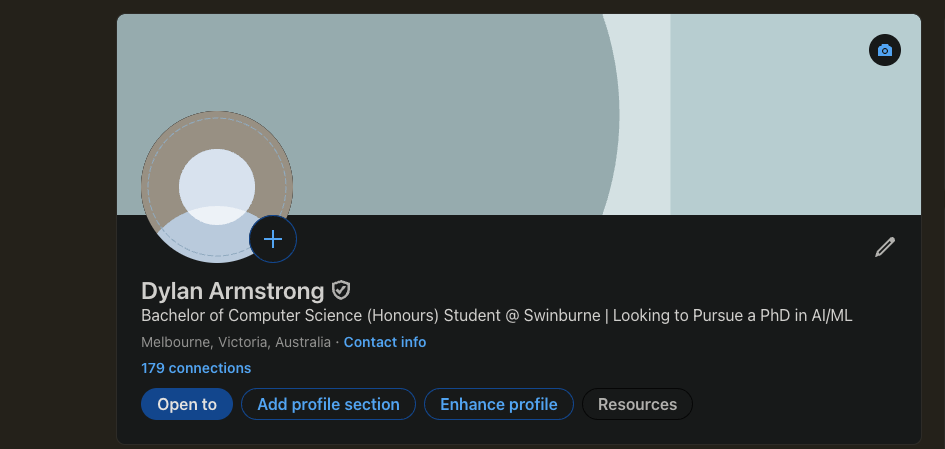 Dylan Armstrong
Bachelor of Computer Science (Honours) Student @ Swinburne | Looking to Pursue a PhD in AI/ML
Melbourne, Victoria, Australia · Contact info
179 connections
Open to Add profile section Enhance profile Resources